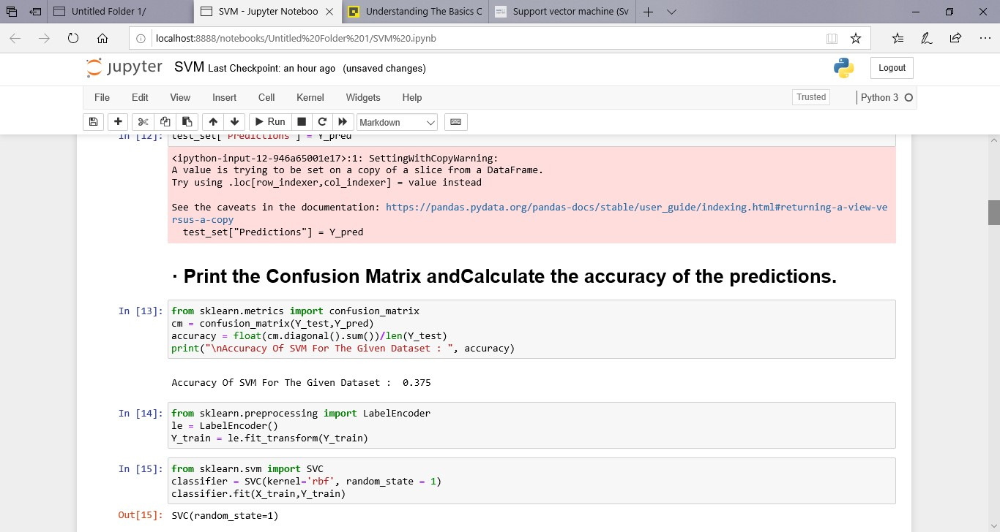 Untitled Folder 1/
SVM - Jupyter Noteboo
Understanding The Basics C
Support vector machine (Sv
localhost:8888/notebooks/Untitled%20Folder%201/SVM%20.ipynb
jupyter SVM Last Checkpoint: an hour ago (unsaved changes)
Logout
File Edit View Insert Cell Kernel Widgets Help
Trusted
Python 3
Run
Markdown
In [12]: test_set["Predictions"] = Y_pred
<ipython-input-12-946a65001e17>:1: SettingWithCopyWarning:
A value is trying to be set on a copy of a slice from a DataFrame.
Try using .loc[row_indexer,col_indexer] = value instead
See the caveats in the documentation: https://pandas.pydata.org/pandas-docs/stable/user_guide/indexing.html#returning-a-view-ve
rsus-a-copy
test_set["Predictions"] = Y_pred
· Print the Confusion Matrix andCalculate the accuracy of the predictions.
In [13]: from sklearn.metrics import confusion_matrix
cm = confusion_matrix(Y_test,Y_pred)
accuracy = float(cm.diagonal().sum())/len(Y_test)
print("\nAccuracy Of SVM For The Given Dataset : ", accuracy)
Accuracy Of SVM For The Given Dataset :  0.375
In [14]: from sklearn.preprocessing import LabelEncoder
le = LabelEncoder()
Y_train = le.fit_transform(Y_train)
In [15]: from sklearn.svm import SVC
classifier = SVC(kernel='rbf', random_state = 1)
classifier.fit(X_train,Y_train)
Out[15]: SVC(random_state=1)